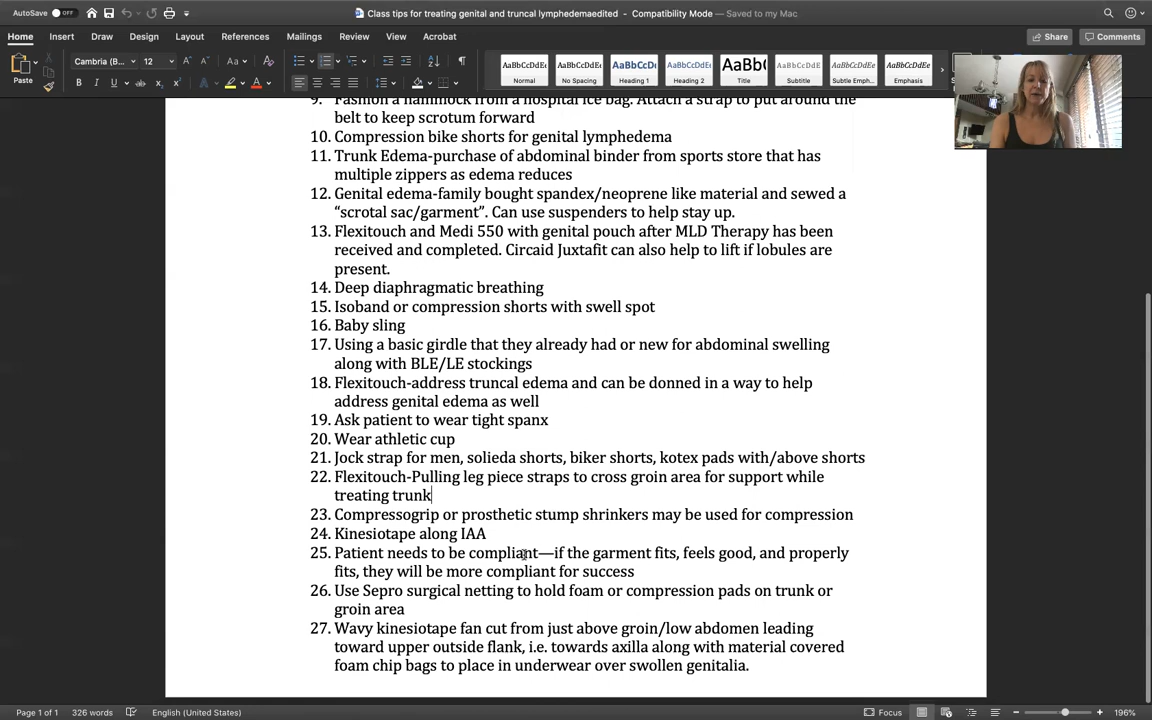 AutoSave OFF
Class tips for treating genital and truncal lymphedemaedited - Compatibility Mode — Saved to my Mac
Home Insert Draw Design Layout References Mailings Review View Acrobat
Share Comments
Paste
Cambria (B... 12
Aa
B I U ab x₂ x²
A A
AaBbCcDdEe Normal
AaBbCcDdEe No Spacing
AaBbCcDc Heading 1
AaBbCcDdEe Heading 2
AaBb( Title
AaBbCcDdE Subtitle
AaBbCcDdEe Subtle Emph...
AaBbCcDdEe Emphasis
9. Fashion a hammock from a hospital ice bag. Attach a strap to put around the
belt to keep scrotum forward
10. Compression bike shorts for genital lymphedema
11. Trunk Edema-purchase of abdominal binder from sports store that has
multiple zippers as edema reduces
12. Genital edema-family bought spandex/neoprene like material and sewed a
“scrotal sac/garment”. Can use suspenders to help stay up.
13. Flexitouch and Medi 550 with genital pouch after MLD Therapy has been
received and completed. Circaid Juxtafit can also help to lift if lobules are
present.
14. Deep diaphragmatic breathing
15. Isoband or compression shorts with swell spot
16. Baby sling
17. Using a basic girdle that they already had or new for abdominal swelling
along with BLE/LE stockings
18. Flexitouch-address truncal edema and can be donned in a way to help
address genital edema as well
19. Ask patient to wear tight spanx
20. Wear athletic cup
21. Jock strap for men, solieda shorts, biker shorts, kotex pads with/above shorts
22. Flexitouch-Pulling leg piece straps to cross groin area for support while
treating trunk
23. Compressogrip or prosthetic stump shrinkers may be used for compression
24. Kinesiotape along IAA
25. Patient needs to be compliant—if the garment fits, feels good, and properly
fits, they will be more compliant for success
26. Use Sepro surgical netting to hold foam or compression pads on trunk or
groin area
27. Wavy kinesiotape fan cut from just above groin/low abdomen leading
toward upper outside flank, i.e. towards axilla along with material covered
foam chip bags to place in underwear over swollen genitalia.
Page 1 of 1 326 words English (United States) Focus 196%